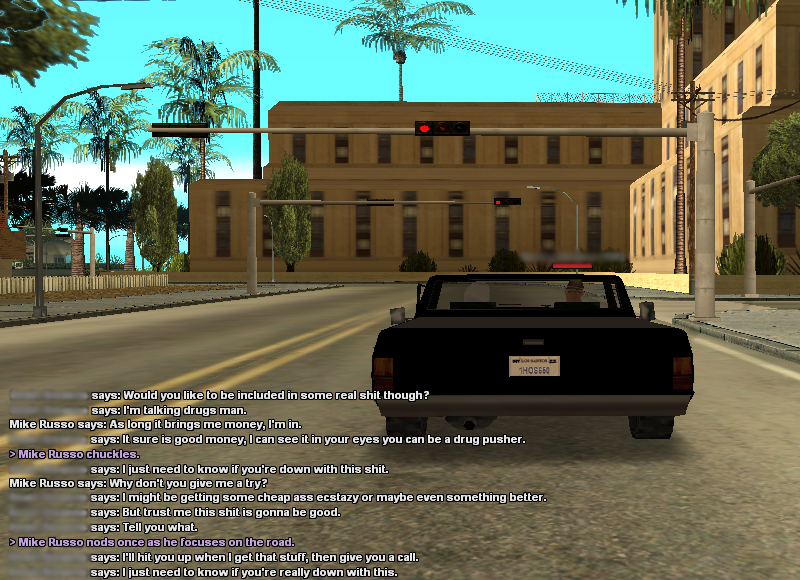 1HOS560
says: Would you like to be included in some real shit though?
says: I'm talking drugs man.
Mike Russo says: As long it brings me money, I'm in.
says: It sure is good money, I can see it in your eyes you can be a drug pusher.
> Mike Russo chuckles.
says: I just need to know if you're down with this shit.
Mike Russo says: Why don't you give me a try?
says: I might be getting some cheap ass ecstazy or maybe even something better.
says: But trust me this shit is gonna be good.
says: Tell you what.
> Mike Russo nods once as he focuses on the road.
says: I'll hit you up when I get that stuff, then give you a call.
says: I just need to know if you're really down with this.